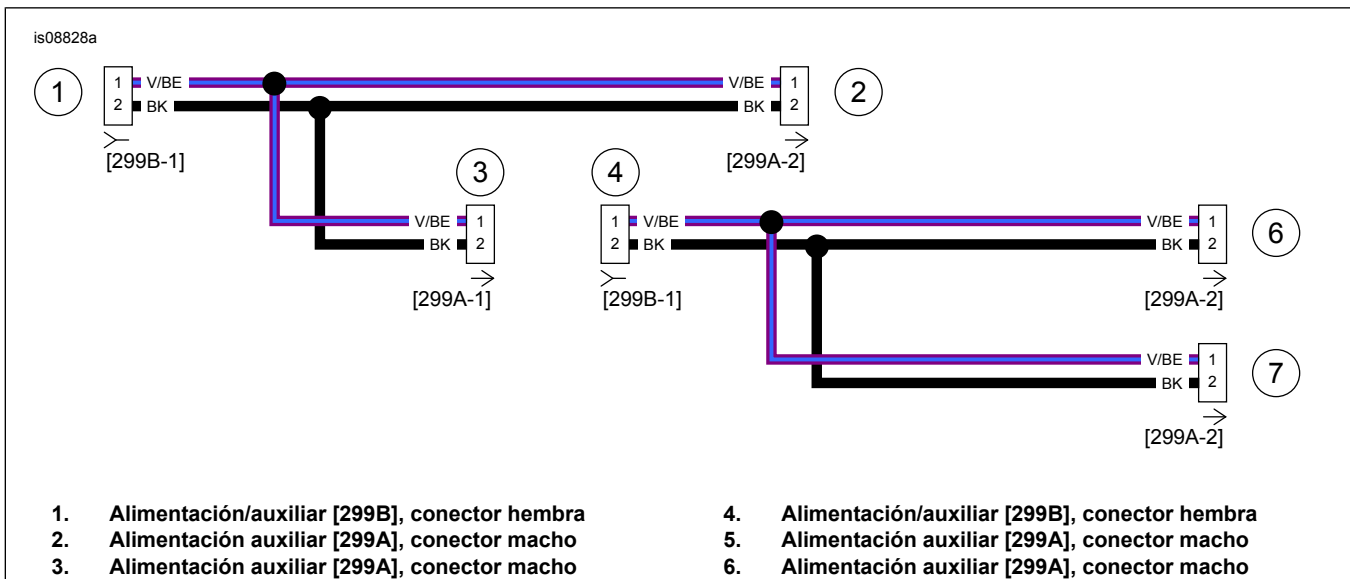 is08828a
1
1 V/BE V/BE 1
2 BK BK 2
2
[299B-1] [299A-2]
3
V/BE 1
BK 2
[299A-1]
4
1 V/BE V/BE 1
2 BK BK 2
6
[299B-1] [299A-2]
V/BE 1
BK 2
7
[299A-2]
1. Alimentación/auxiliar [299B], conector hembra
2. Alimentación auxiliar [299A], conector macho
3. Alimentación auxiliar [299A], conector macho
4. Alimentación/auxiliar [299B], conector hembra
5. Alimentación auxiliar [299A], conector macho
6. Alimentación auxiliar [299A], conector macho